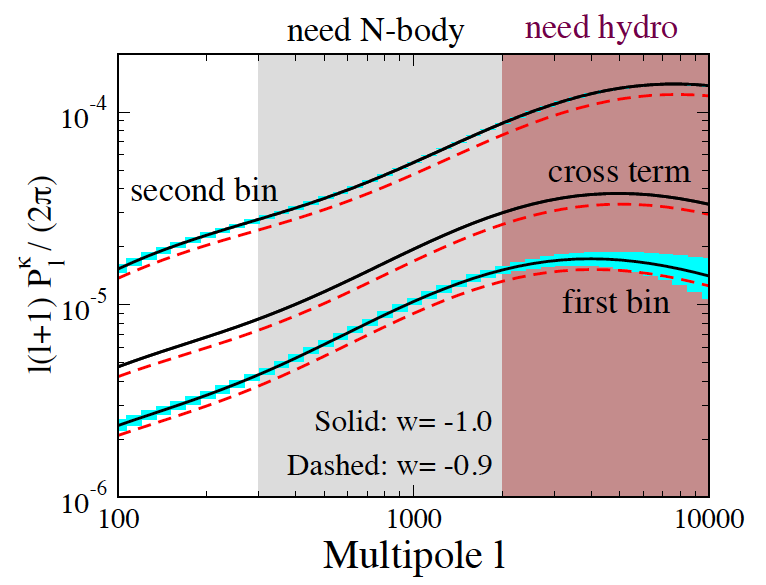 need N-body
need hydro
l(l+1) P_l^κ / (2π)
10^-4
10^-5
10^-6
second bin
cross term
first bin
Solid: w= -1.0
Dashed: w= -0.9
100
1000
10000
Multipole l